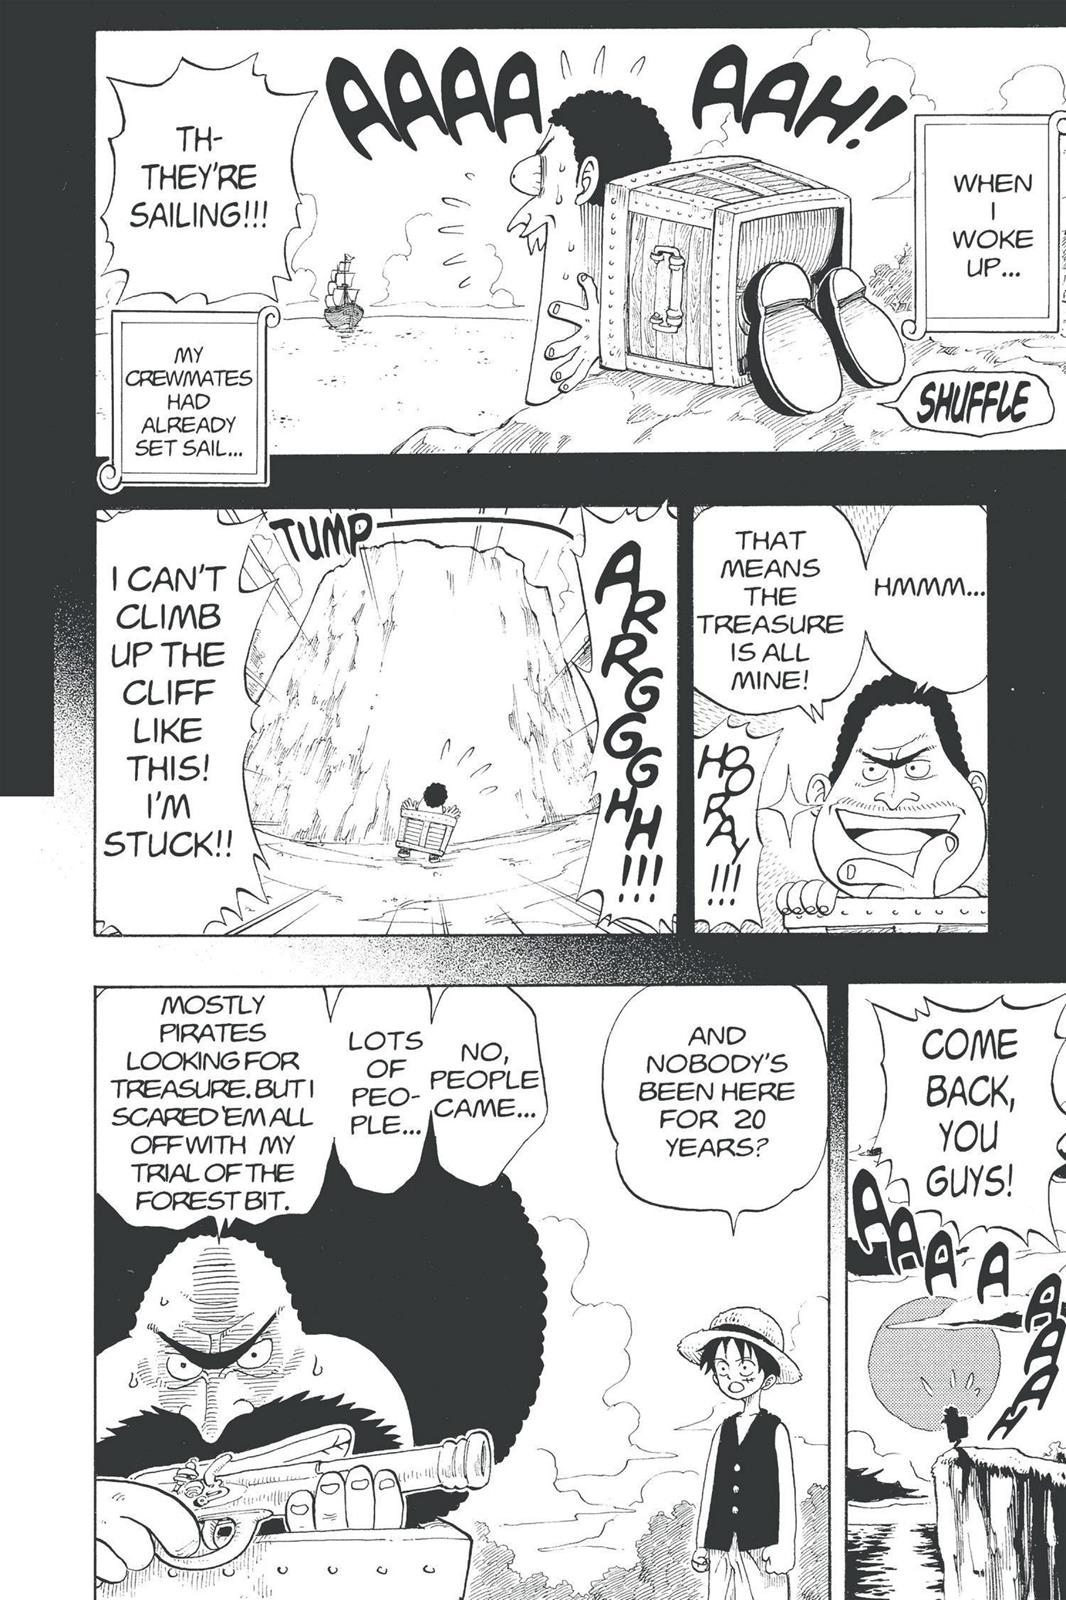 WHEN
I
WOKE
UP...
AAAA
AAH!
SHUFFLE
TH-
THEY'RE
SAILING!!!
MY
CREWMATES
HAD
ALREADY
SET SAIL...
HMMM...
THAT
MEANS
THE
TREASURE
IS ALL
MINE!
HOORAY!!!
ARRGGGHH!!!
TUMP
I CAN'T
CLIMB
UP THE
CLIFF
LIKE
THIS!
I'M
STUCK!!
COME
BACK,
YOU
GUYS!
AAAAAAAAH
AND
NOBODY'S
BEEN HERE
FOR 20
YEARS?
NO,
PEOPLE
CAME...
LOTS
OF
PEO-
PLE...
MOSTLY
PIRATES
LOOKING FOR
TREASURE. BUT I
SCARED 'EM ALL
OFF WITH MY
TRIAL OF THE
FOREST BIT.